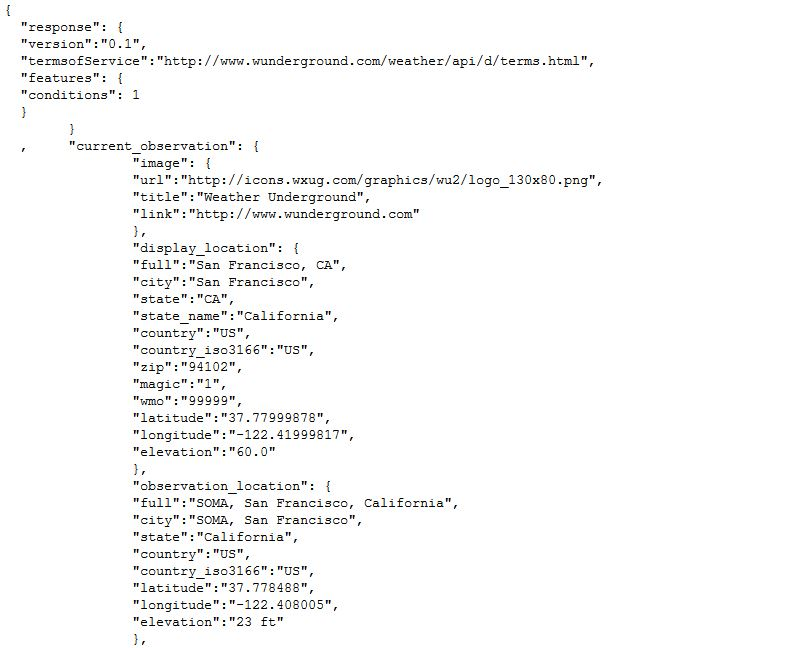 {
"response": {
"version":"0.1",
"termsofService":"http://www.wunderground.com/weather/api/d/terms.html",
"features": {
"conditions": 1
}
}
, "current_observation": {
"image": {
"url":"http://icons.wxug.com/graphics/wu2/logo_130x80.png",
"title":"Weather Underground",
"link":"http://www.wunderground.com"
},
"display_location": {
"full":"San Francisco, CA",
"city":"San Francisco",
"state":"CA",
"state_name":"California",
"country":"US",
"country_iso3166":"US",
"zip":"94102",
"magic":"1",
"wmo":"99999",
"latitude":"37.77999878",
"longitude":"-122.41999817",
"elevation":"60.0"
},
"observation_location": {
"full":"SOMA, San Francisco, California",
"city":"SOMA, San Francisco",
"state":"California",
"country":"US",
"country_iso3166":"US",
"latitude":"37.778488",
"longitude":"-122.408005",
"elevation":"23 ft"
},